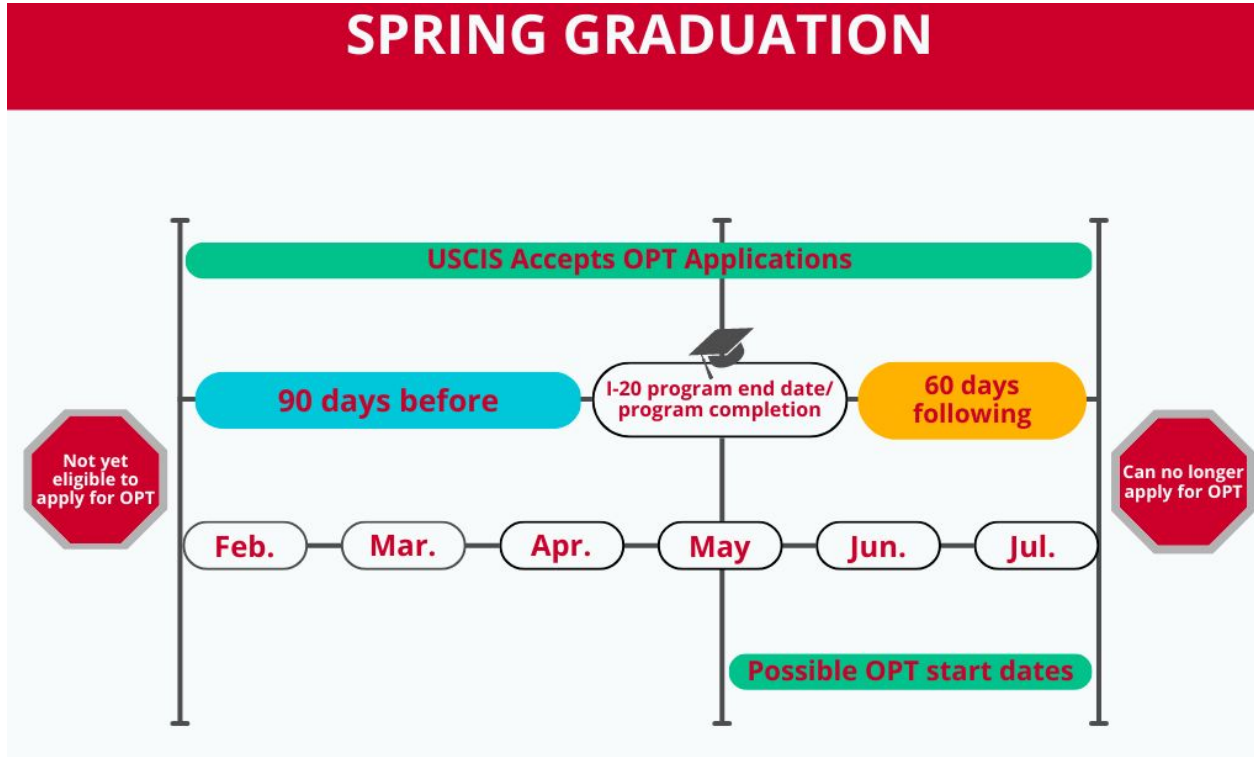 SPRING GRADUATION
USCIS Accepts OPT Applications
90 days before
I-20 program end date/
program completion
60 days
following
Not yet
eligible to
apply for OPT
Can no longer
apply for OPT
Feb.
Mar.
Apr.
May
Jun.
Jul.
Possible OPT start dates